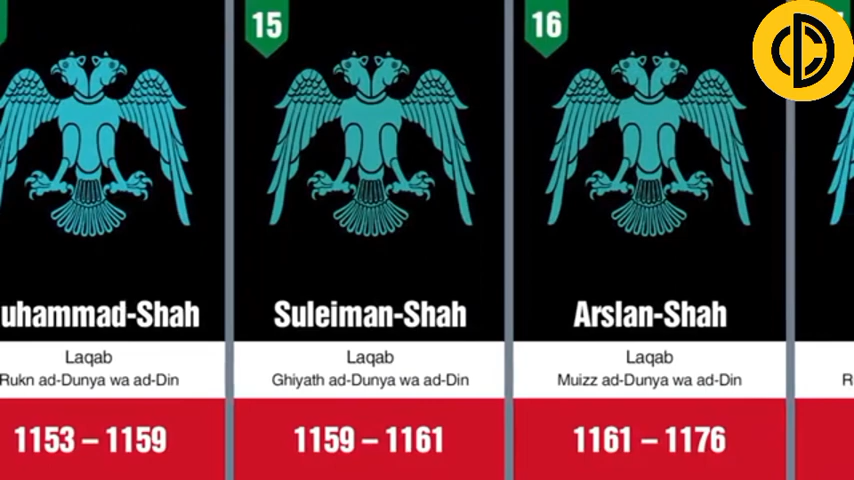 15
16
uhammad-Shah
Suleiman-Shah
Arslan-Shah
Laqab
Laqab
Laqab
Rukn ad-Dunya wa ad-Din
Ghiyath ad-Dunya wa ad-Din
Muizz ad-Dunya wa ad-Din
R
1153 – 1159
1159 – 1161
1161 – 1176